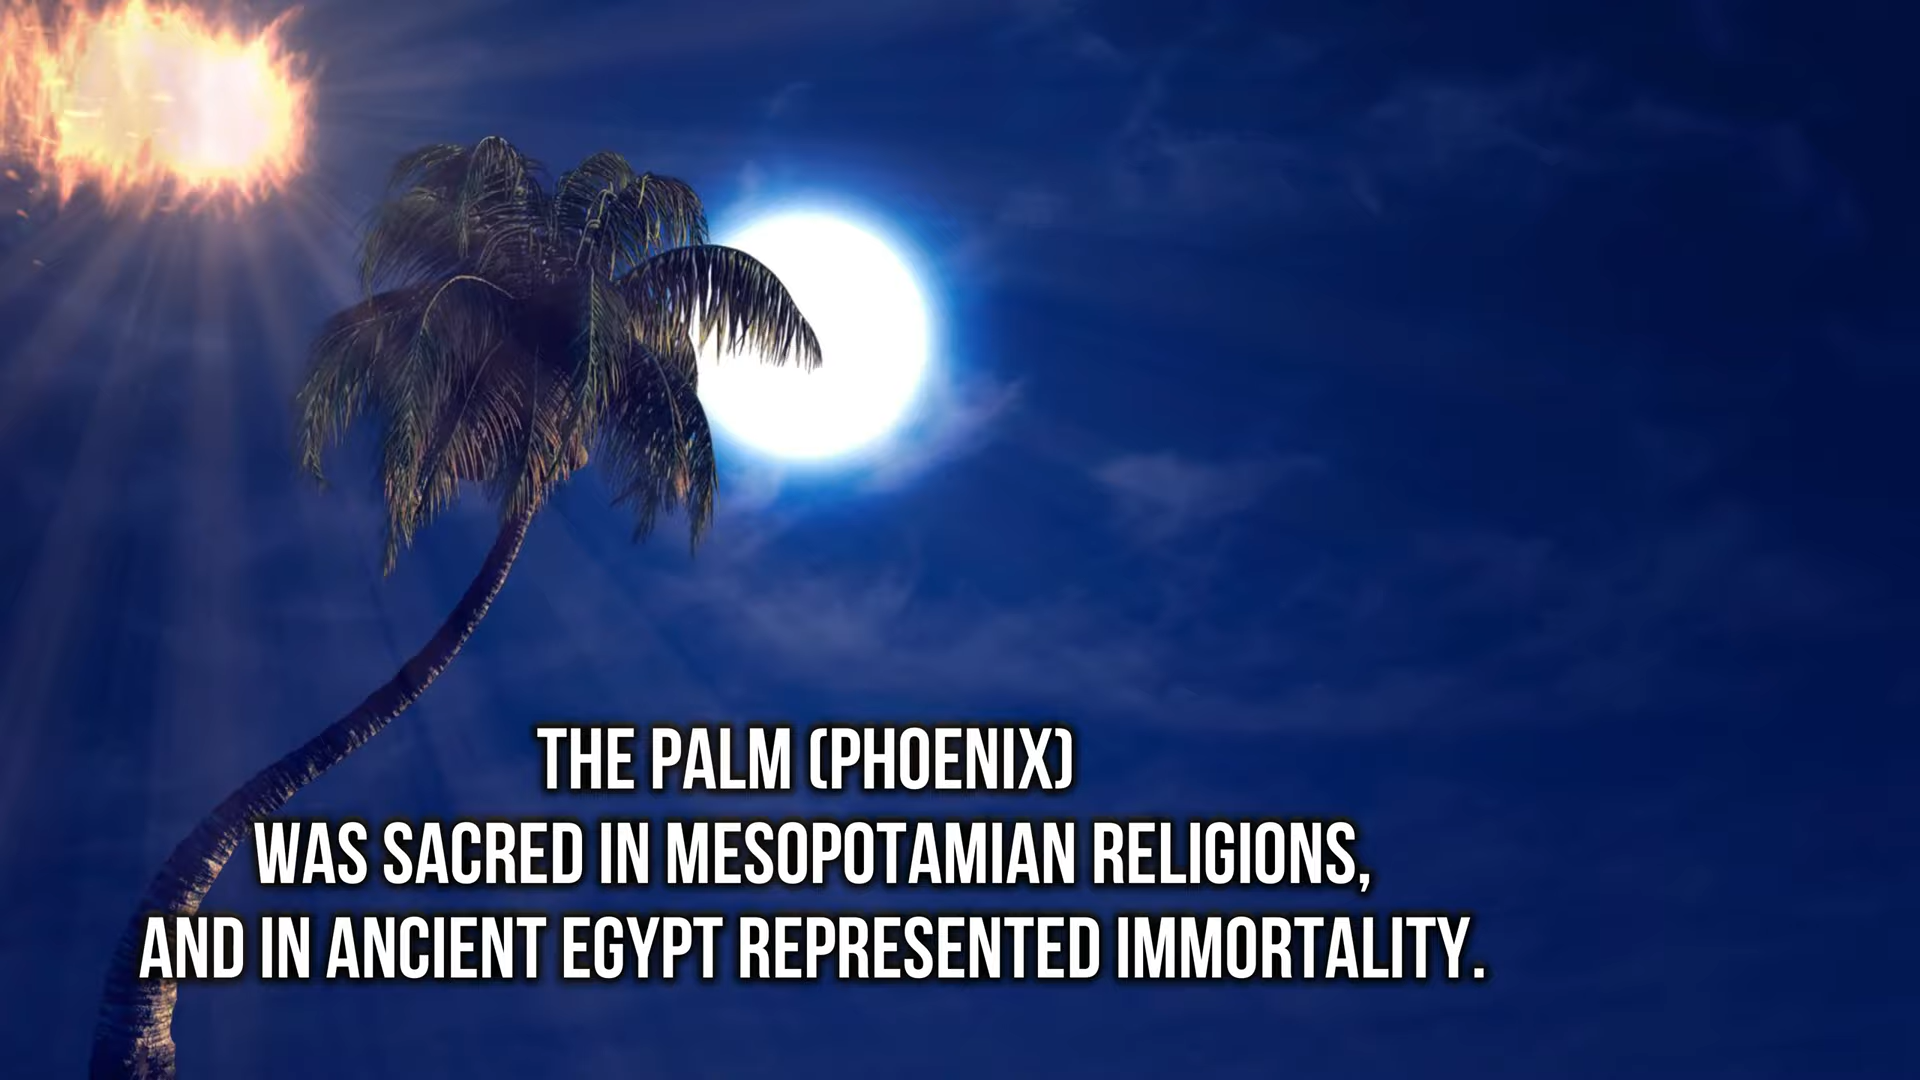 THE PALM (PHOENIX)
WAS SACRED IN MESOPOTAMIAN RELIGIONS,
AND IN ANCIENT EGYPT REPRESENTED IMMORTALITY.